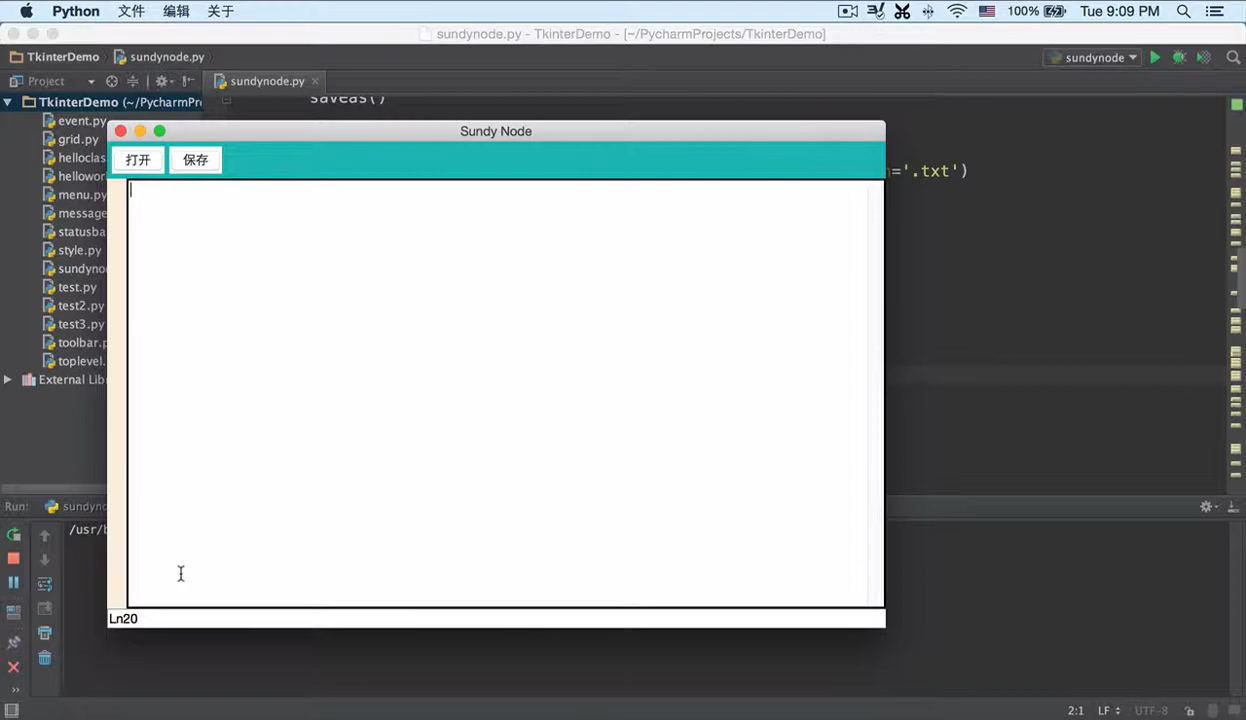 Python 文件 编辑 关于 100% Tue 9:09 PM
sundynode.py - TkinterDemo - [~/PycharmProjects/TkinterDemo]
TkinterDemo sundynode.py sundynode
Project sundynode.py
TkinterDemo (~/PycharmPr
saveas()
event.py
Sundy Node
grid.py
打开 保存
helloclas
hellowor
='.txt')
menu.py
message
statusba
style.py
sundyno
test.py
test2.py
test3.py
toolbar.p
toplevel.
External Lib
Run: sundyno
/usr/b
Ln20
2:1 LF UTF-8